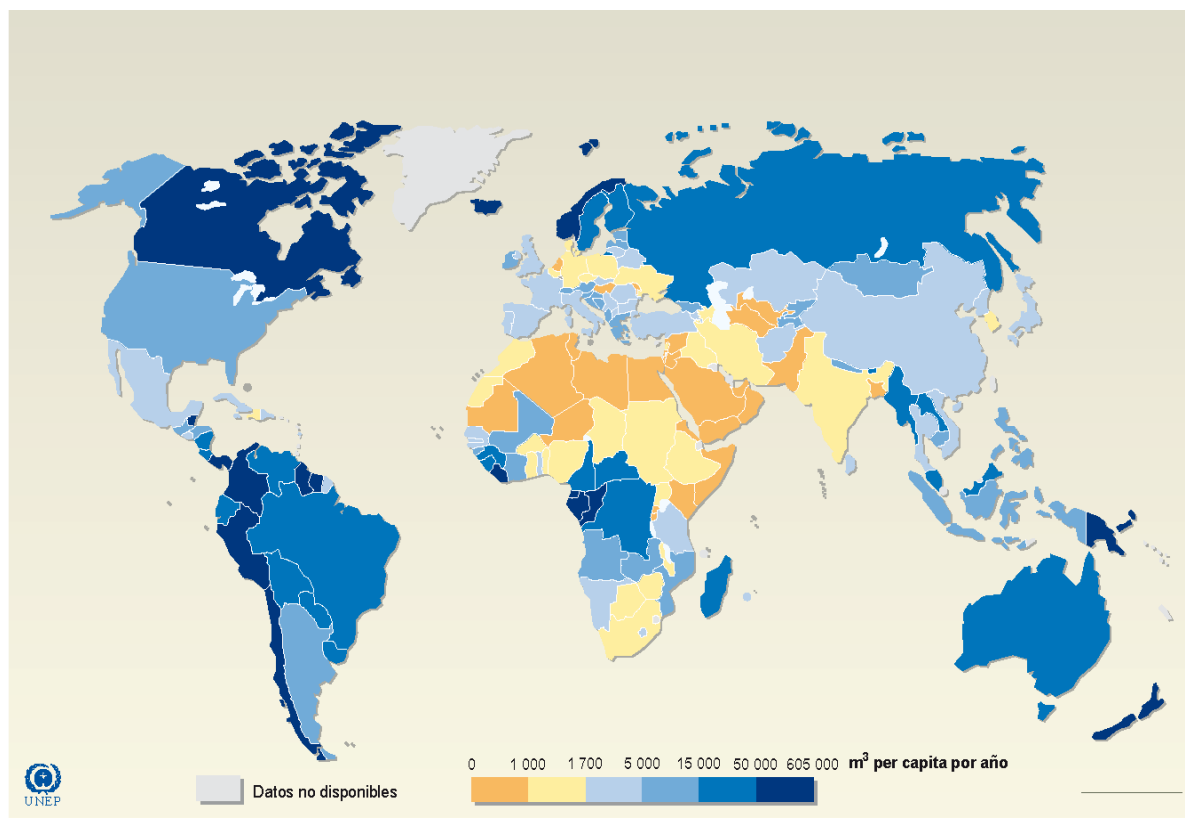 0 1 000 1 700 5 000 15 000 50 000 605 000 m³ per capita por año
Datos no disponibles
UNEP